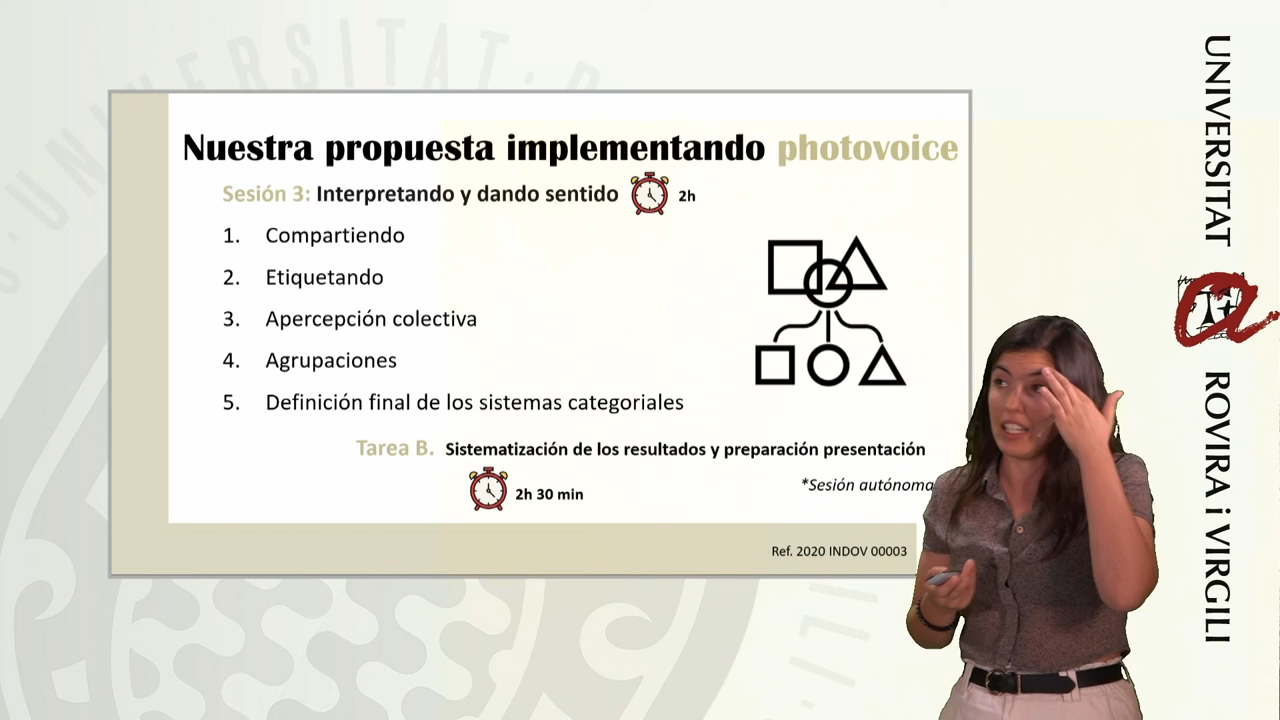 Nuestra propuesta implementando photovoice
Sesión 3: Interpretando y dando sentido 2h
1. Compartiendo
2. Etiquetando
3. Apercepción colectiva
4. Agrupaciones
5. Definición final de los sistemas categoriales
Tarea B. Sistematización de los resultados y preparación presentación
2h 30 min
*Sesión autónoma
Ref. 2020 INDOV 00003
UNIVERSITAT
ROVIRA i VIRGILI